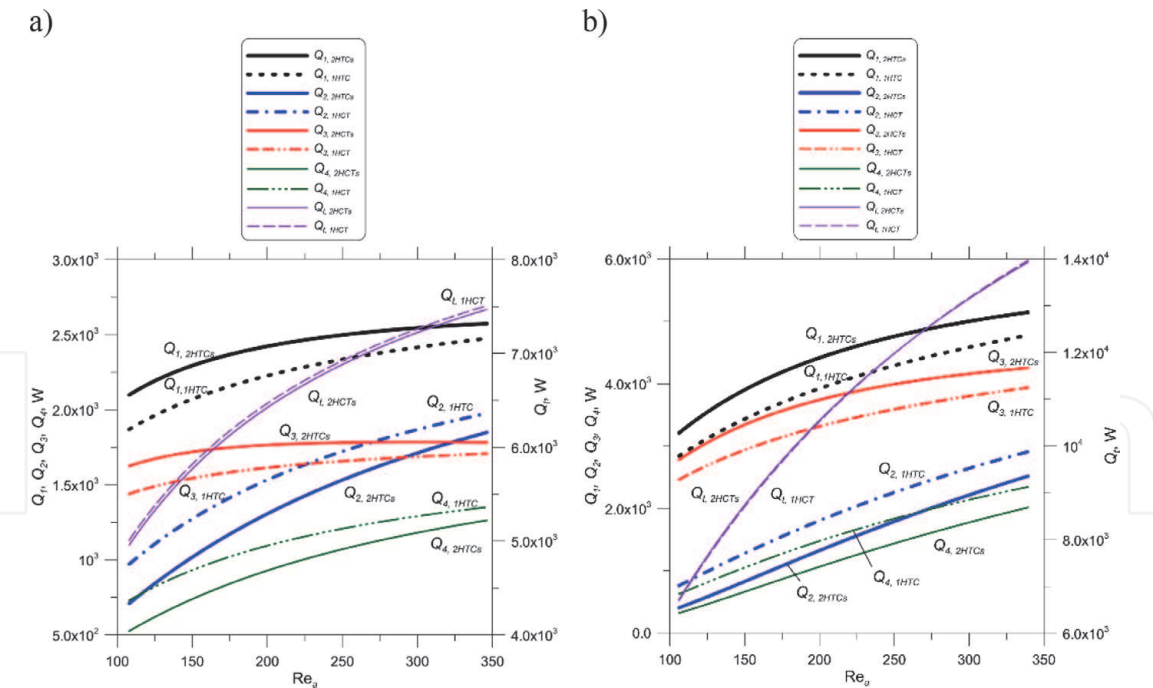 a)
Q1, 2HTCs
Q1, 1HTC
Q2, 2HTCs
Q2, 1HCT
Q3, 2HCTs
Q3, 1HCT
Q4, 2HCTs
Q4, 1HCT
Qt, 2HCTs
Qt, 1HCT
3.0x10³
2.5x10³
2.0x10³
1.5x10³
10³
5.0x10²
Q1, Q2, Q3, Q4, W
8.0x10³
7.0x10³
6.0x10³
5.0x10³
4.0x10³
Qt, W
Qt, 1HCT
Q1, 2HTCs
Q1,1HTC
Qt, 2HCTs
Q2, 1HTC
Q3, 2HTCs
Q3, 1HTC
Q2, 2HTCs
Q4, 1HTC
Q4, 2HTCs
100 150 200 250 300 350
Rea
b)
Q1, 2HTCs
Q1, 1HTC
Q2, 2HTCs
Q2, 1HCT
Q3, 2HCTs
Q3, 1HCT
Q4, 2HCTs
Q4, 1HCT
Qt, 2HCTs
Qt, 1HCT
6.0x10³
4.0x10³
2.0x10³
0.0
Q1, Q2, Q3, Q4, W
1.4x10⁴
1.2x10⁴
10⁴
8.0x10³
6.0x10³
Qt, W
Q1, 2HTCs
Q1,1HTC
Q3, 2HTCs
Q3, 1HTC
Qt, 2HCTs
Qt, 1HCT
Q2, 1HTC
Q4, 2HTCs
Q4, 1HTC
Q2, 2HTCs
100 150 200 250 300 350
Rea